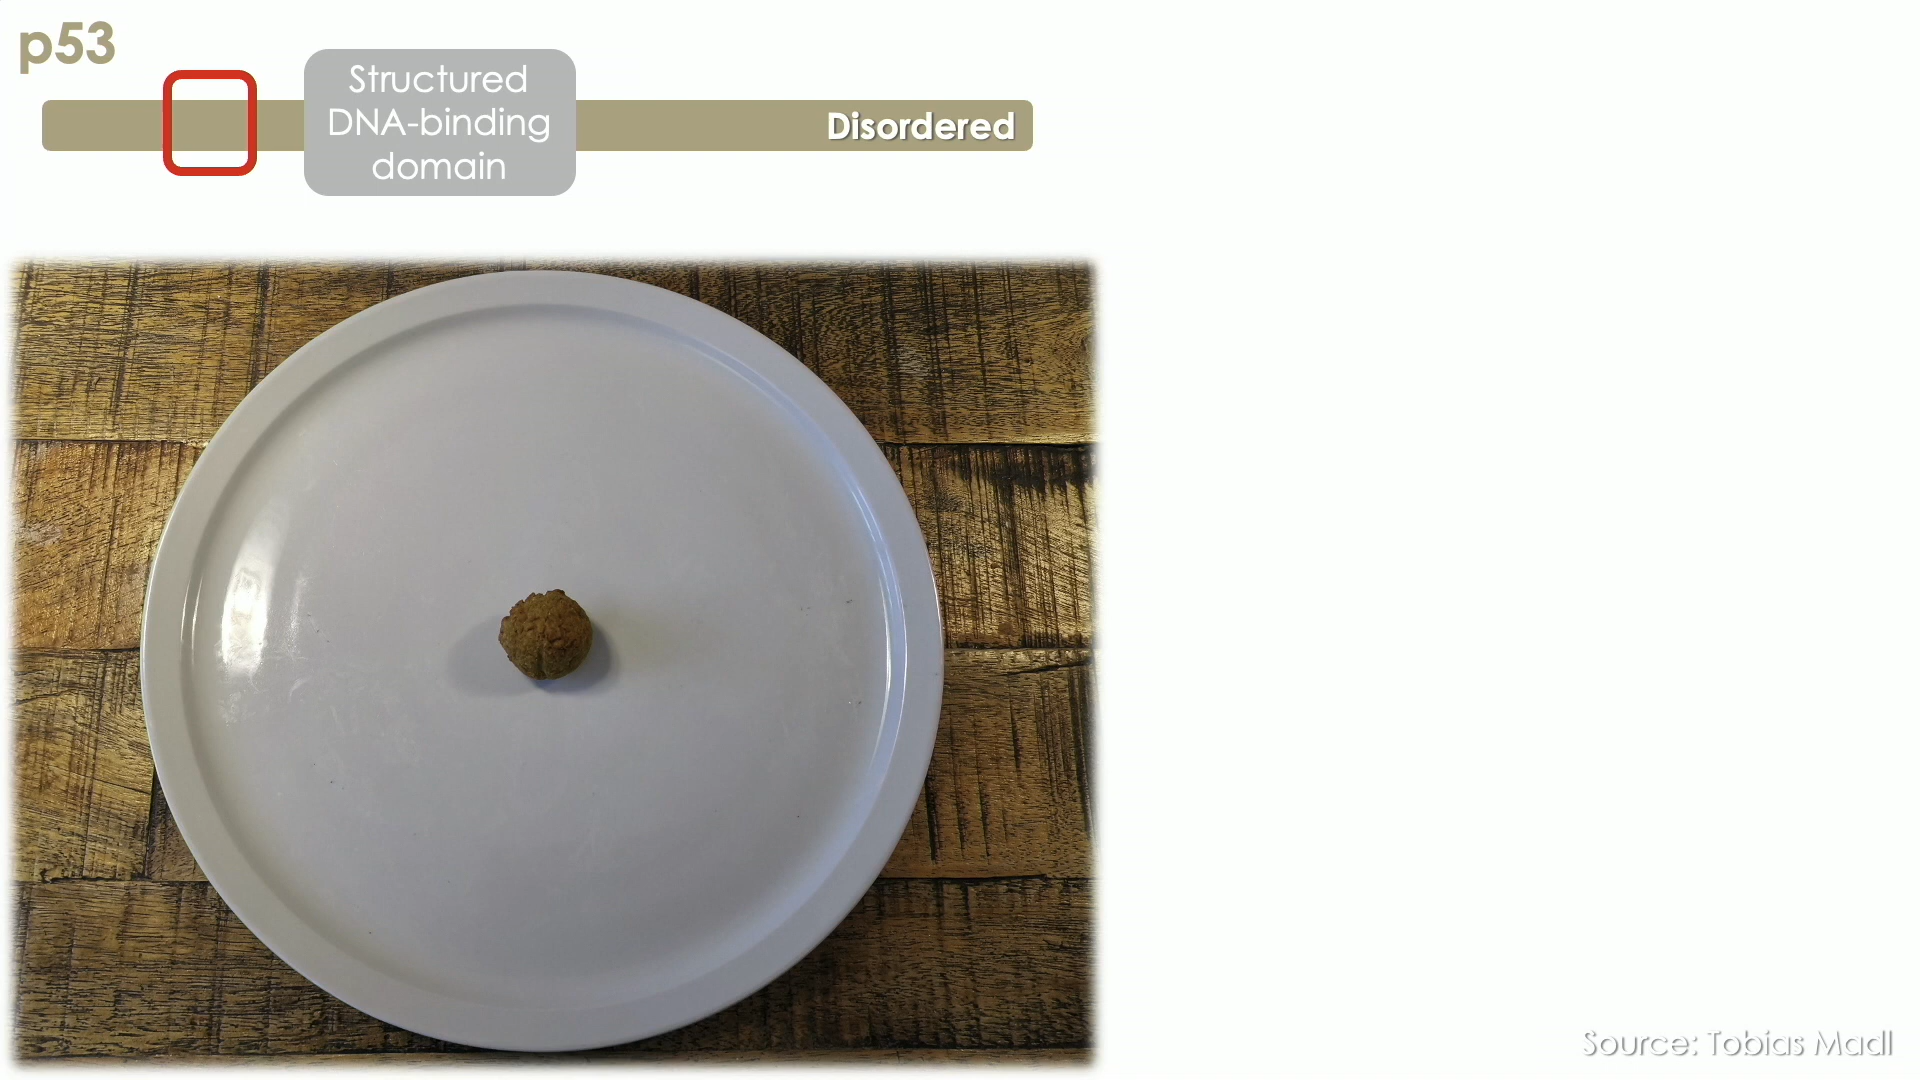 p53
Structured
DNA-binding
domain
Disordered
Source: Tobias Madl